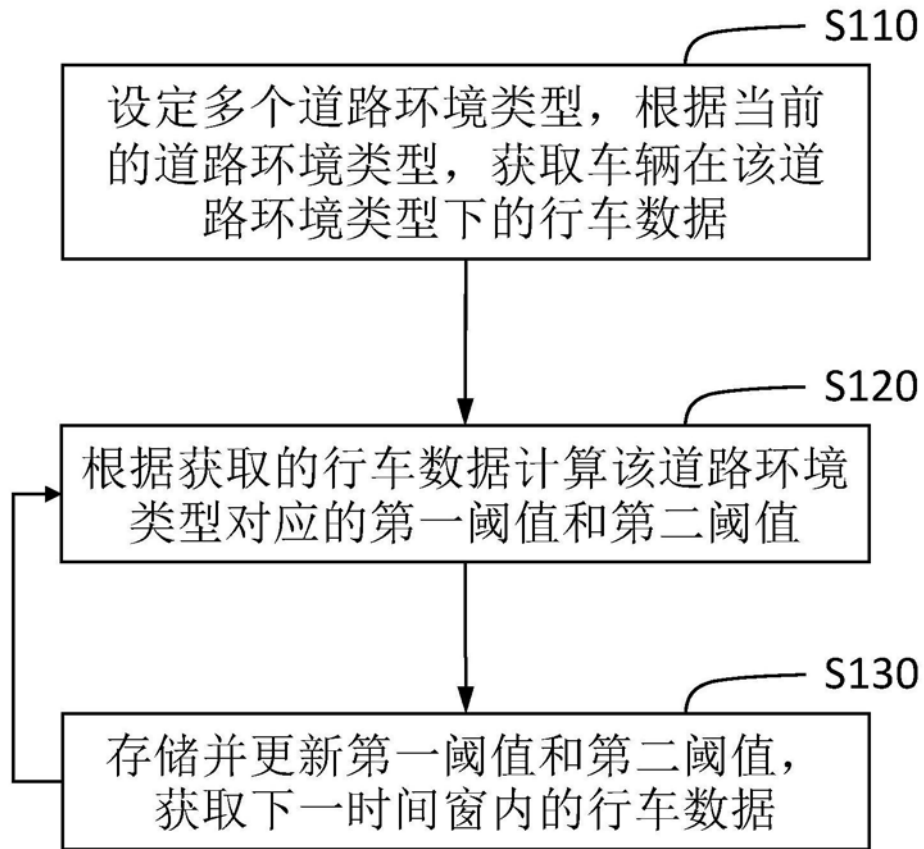 S110
设定多个道路环境类型，根据当前
的道路环境类型，获取车辆在该道
路环境类型下的行车数据
S120
根据获取的行车数据计算该道路环境
类型对应的第一阈值和第二阈值
S130
存储并更新第一阈值和第二阈值，
获取下一时间窗内的行车数据